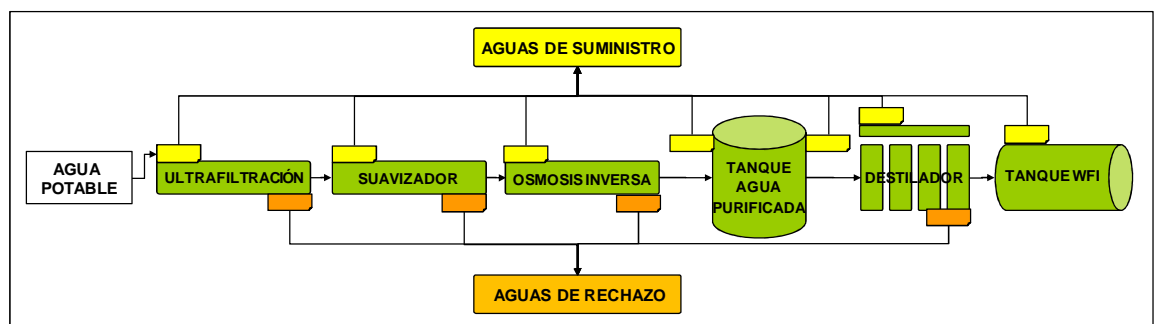 AGUAS DE SUMINISTRO
AGUA
POTABLE
ULTRAFILTRACIÓN
SUAVIZADOR
OSMOSIS INVERSA
TANQUE
AGUA
PURIFICADA
DESTILADOR
TANQUE WFI
AGUAS DE RECHAZO